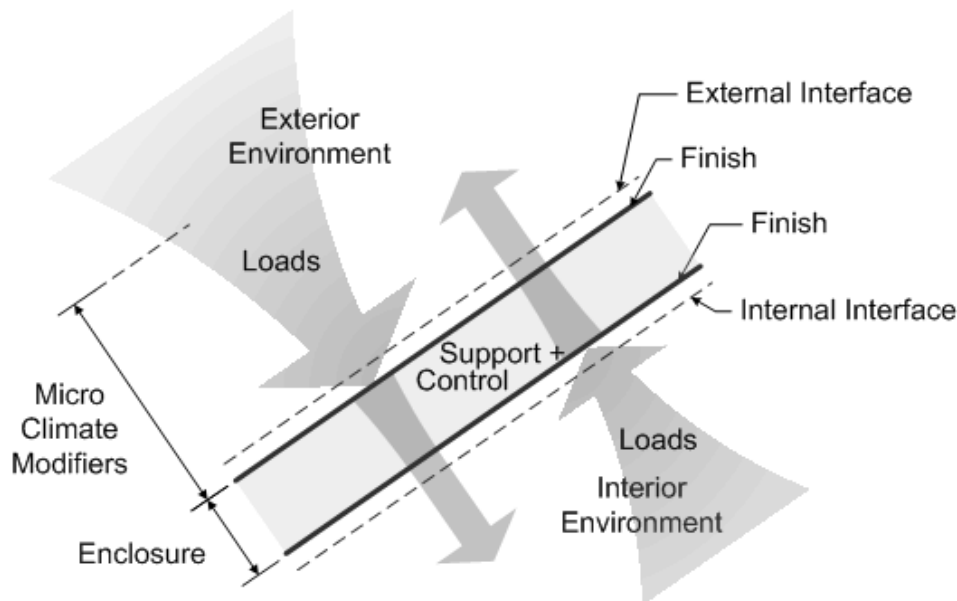 External Interface
Exterior
Environment
Finish
Finish
Loads
Internal Interface
Support +
Control
Micro
Climate
Modifiers
Loads
Interior
Environment
Enclosure